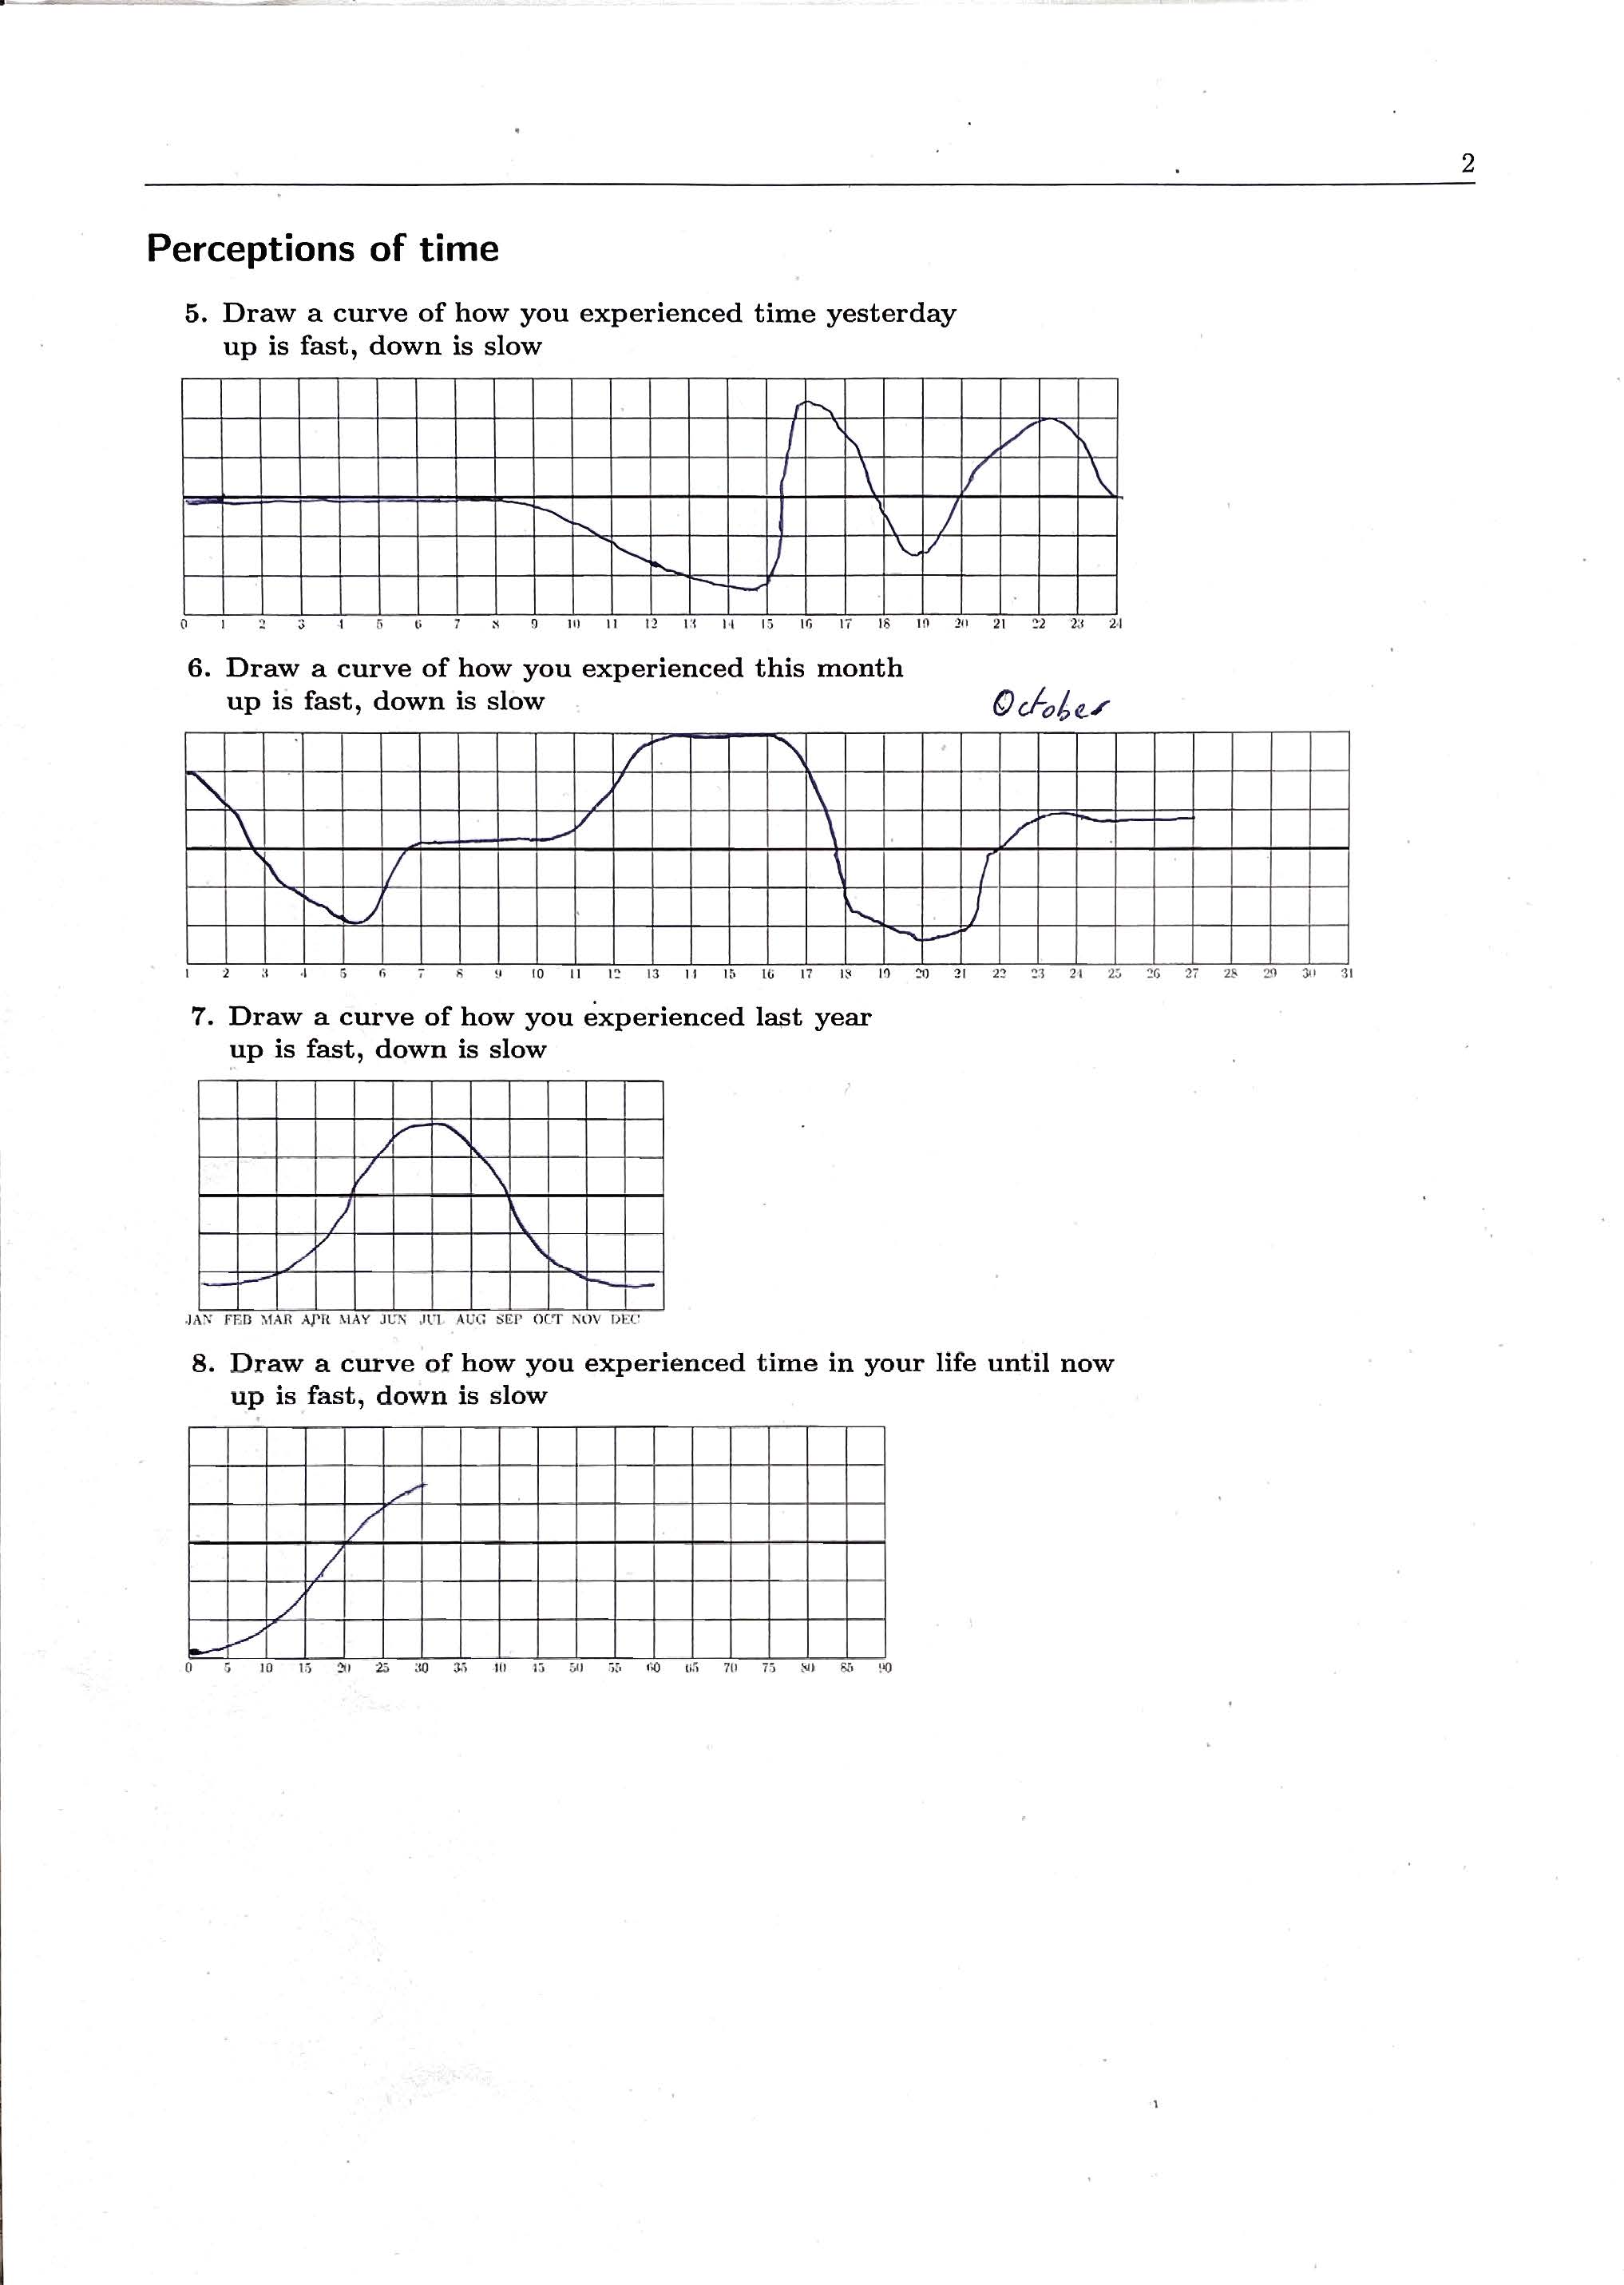 2
Perceptions of time
5. Draw a curve of how you experienced time yesterday
up is fast, down is slow
0 1 2 3 4 5 6 7 8 9 10 11 12 13 14 15 16 17 18 19 20 21 22 23 24
6. Draw a curve of how you experienced this month
up is fast, down is slow
October
1 2 3 4 5 6 7 8 9 10 11 12 13 14 15 16 17 18 19 20 21 22 23 24 25 26 27 28 29 30 31
7. Draw a curve of how you experienced last year
up is fast, down is slow
JAN FEB MAR APR MAY JUN JUL AUG SEP OCT NOV DEC
8. Draw a curve of how you experienced time in your life until now
up is fast, down is slow
0 5 10 15 20 25 30 35 40 45 50 55 60 65 70 75 80 85 90